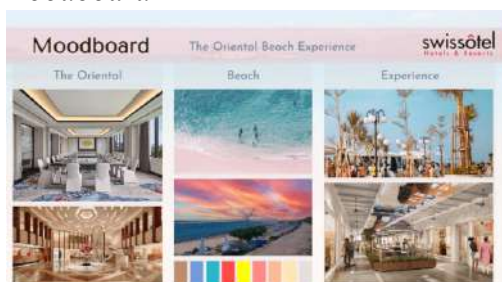 Moodboard
The Oriental Beach Experience
swissôtel
Hotels & Resorts
The Oriental
Beach
Experience